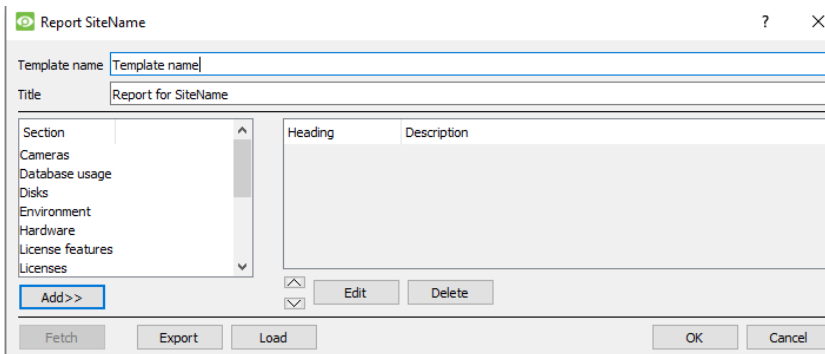 Report SiteName
Template name Template name
Title Report for SiteName
Section Heading Description
Cameras
Database usage
Disks
Environment
Hardware
License features
Licenses
Add>> Edit Delete
Fetch Export Load OK Cancel